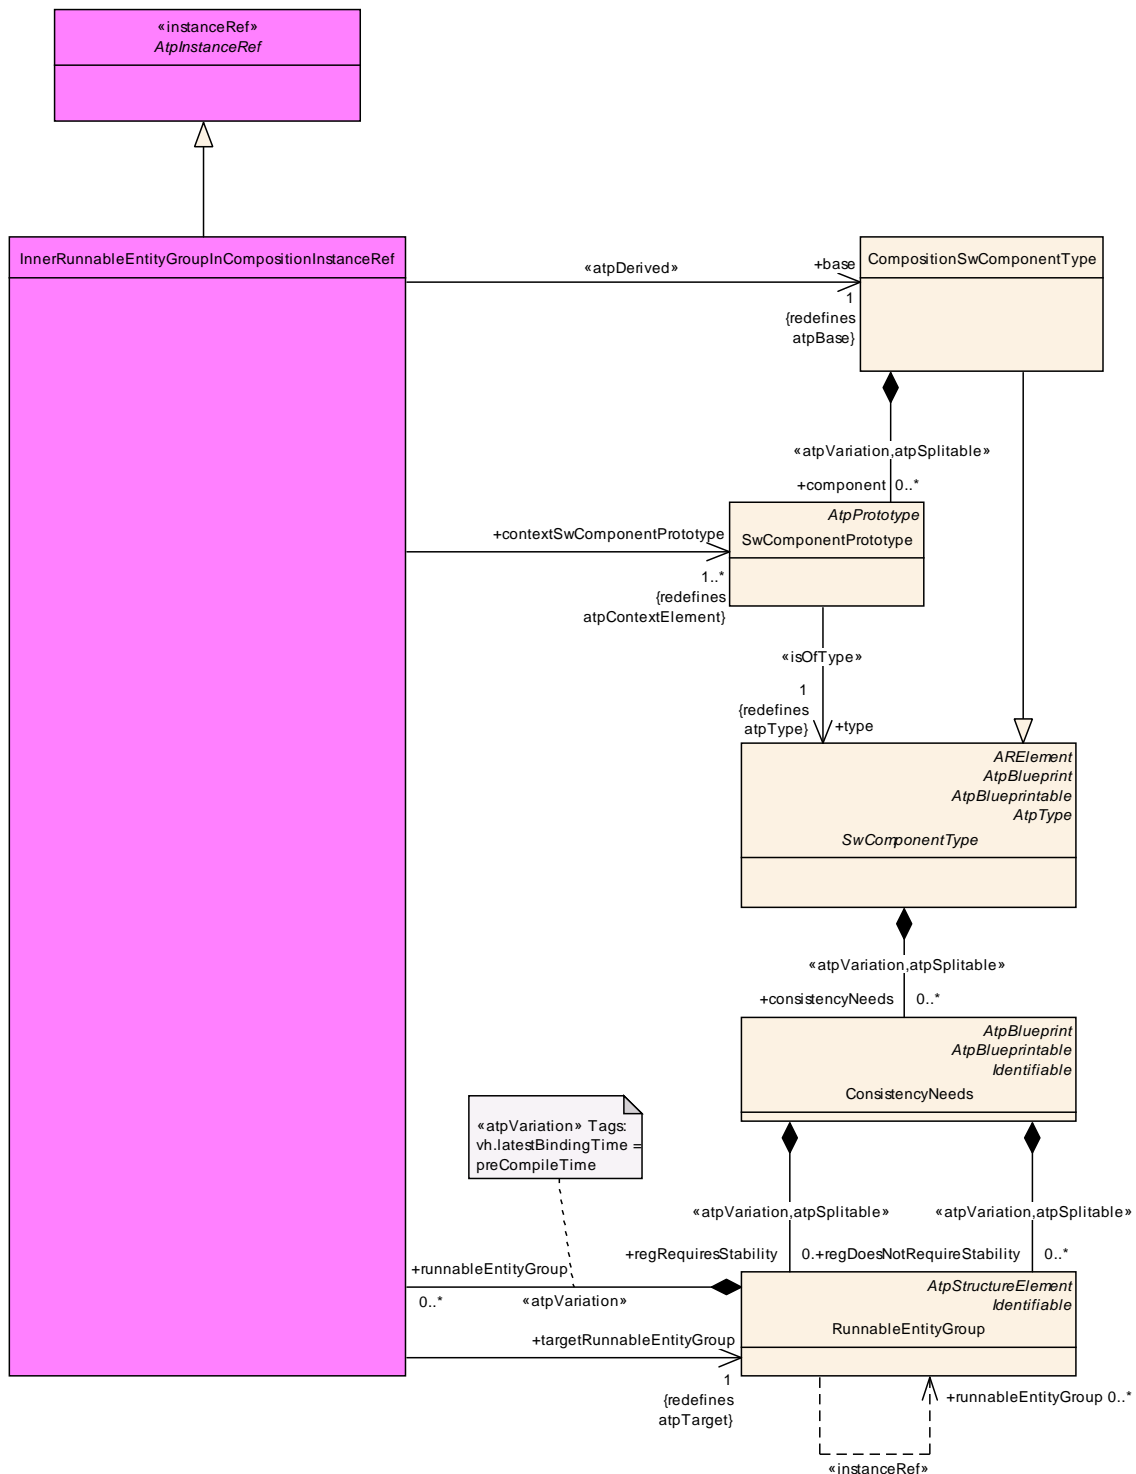 «instanceRef»
AtpInstanceRef
InnerRunnableEntityGroupInCompositionInstanceRef
CompositionSwComponentType
«atpDerived»
+base
1
{redefines
atpBase}
«atpVariation,atpSplitable»
+component 0..*
AtpPrototype
SwComponentPrototype
+contextSwComponentPrototype
1..*
{redefines
atpContextElement}
«isOfType»
1
{redefines
atpType}
+type
ARElement
AtpBlueprint
AtpBlueprintable
AtpType
SwComponentType
«atpVariation,atpSplitable»
+consistencyNeeds 0..*
AtpBlueprint
AtpBlueprintable
Identifiable
ConsistencyNeeds
«atpVariation» Tags:
vh.latestBindingTime =
preCompileTime
«atpVariation,atpSplitable» «atpVariation,atpSplitable»
+regRequiresStability 0..+regDoesNotRequireStability 0..*
+runnableEntityGroup
0..*
«atpVariation»
AtpStructureElement
Identifiable
RunnableEntityGroup
+targetRunnableEntityGroup
1
{redefines
atpTarget}
+runnableEntityGroup 0..*
«instanceRef»